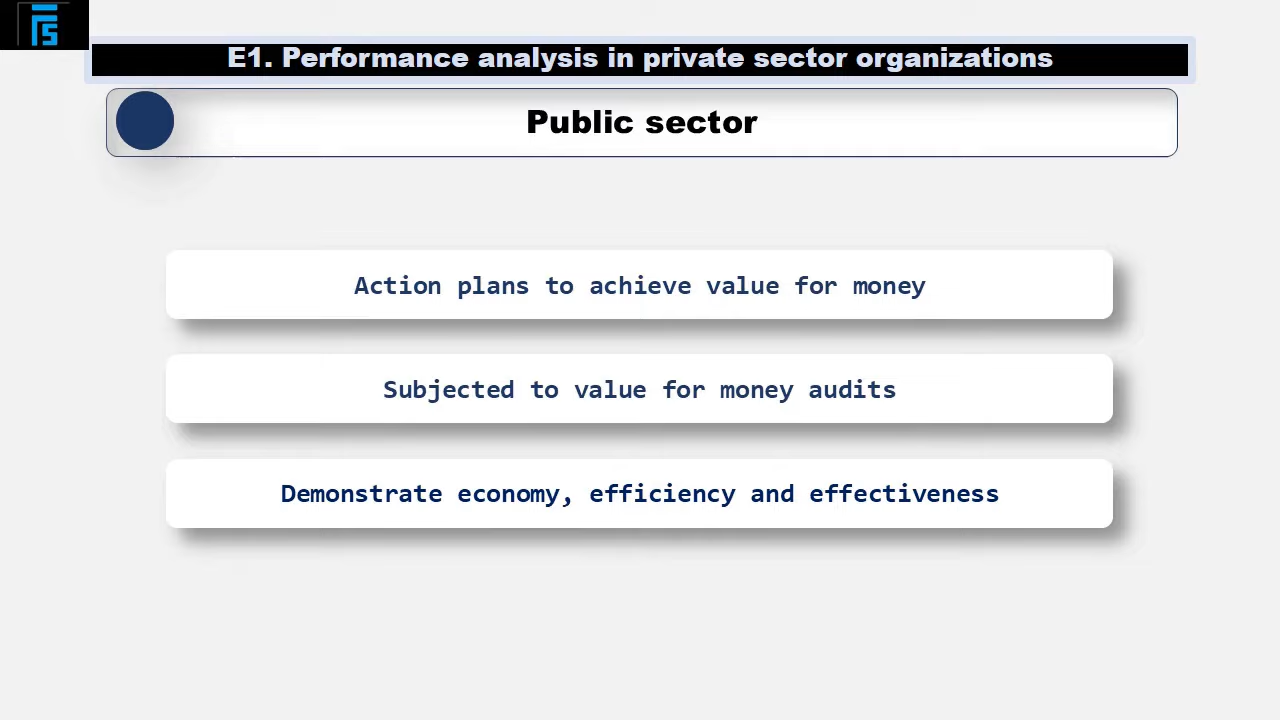 E1. Performance analysis in private sector organizations
Public sector
Action plans to achieve value for money
Subjected to value for money audits
Demonstrate economy, efficiency and effectiveness